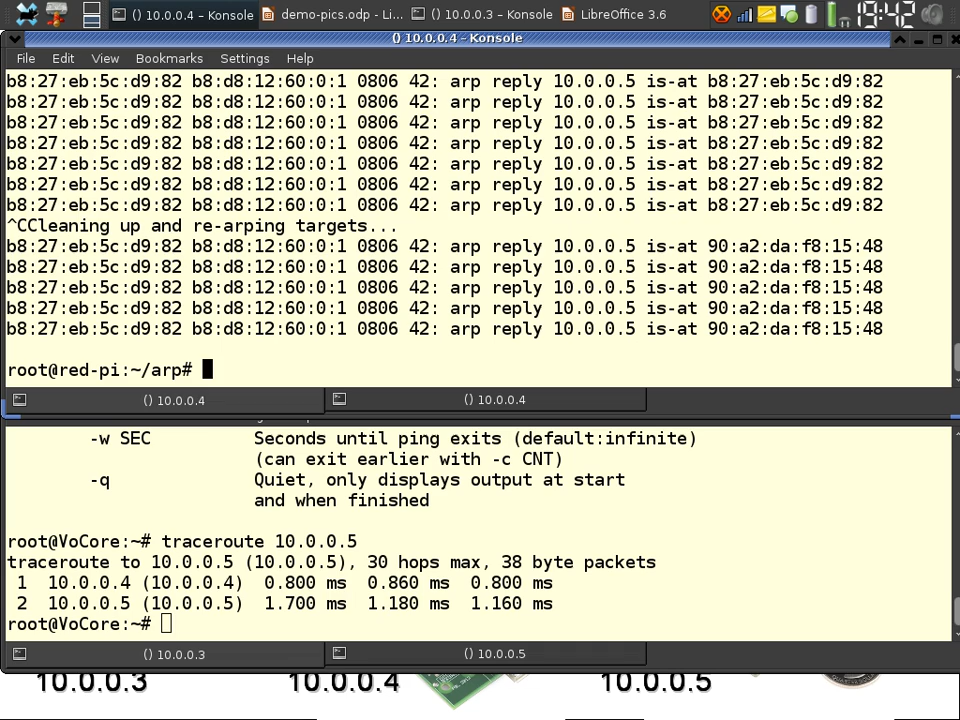 () 10.0.0.4 – Konsole
demo-pics.odp - Li...
() 10.0.0.3 – Konsole
LibreOffice 3.6
19:42
() 10.0.0.4 – Konsole
File Edit View Bookmarks Settings Help
b8:27:eb:5c:d9:82 b8:d8:12:60:0:1 0806 42: arp reply 10.0.0.5 is-at b8:27:eb:5c:d9:82
b8:27:eb:5c:d9:82 b8:d8:12:60:0:1 0806 42: arp reply 10.0.0.5 is-at b8:27:eb:5c:d9:82
b8:27:eb:5c:d9:82 b8:d8:12:60:0:1 0806 42: arp reply 10.0.0.5 is-at b8:27:eb:5c:d9:82
b8:27:eb:5c:d9:82 b8:d8:12:60:0:1 0806 42: arp reply 10.0.0.5 is-at b8:27:eb:5c:d9:82
b8:27:eb:5c:d9:82 b8:d8:12:60:0:1 0806 42: arp reply 10.0.0.5 is-at b8:27:eb:5c:d9:82
b8:27:eb:5c:d9:82 b8:d8:12:60:0:1 0806 42: arp reply 10.0.0.5 is-at b8:27:eb:5c:d9:82
b8:27:eb:5c:d9:82 b8:d8:12:60:0:1 0806 42: arp reply 10.0.0.5 is-at b8:27:eb:5c:d9:82
^CCleaning up and re-arping targets...
b8:27:eb:5c:d9:82 b8:d8:12:60:0:1 0806 42: arp reply 10.0.0.5 is-at 90:a2:da:f8:15:48
b8:27:eb:5c:d9:82 b8:d8:12:60:0:1 0806 42: arp reply 10.0.0.5 is-at 90:a2:da:f8:15:48
b8:27:eb:5c:d9:82 b8:d8:12:60:0:1 0806 42: arp reply 10.0.0.5 is-at 90:a2:da:f8:15:48
b8:27:eb:5c:d9:82 b8:d8:12:60:0:1 0806 42: arp reply 10.0.0.5 is-at 90:a2:da:f8:15:48
b8:27:eb:5c:d9:82 b8:d8:12:60:0:1 0806 42: arp reply 10.0.0.5 is-at 90:a2:da:f8:15:48
root@red-pi:~/arp#
() 10.0.0.4
() 10.0.0.4
-w SEC Seconds until ping exits (default:infinite)
(can exit earlier with -c CNT)
-q Quiet, only displays output at start
and when finished
root@VoCore:~# traceroute 10.0.0.5
traceroute to 10.0.0.5 (10.0.0.5), 30 hops max, 38 byte packets
1 10.0.0.4 (10.0.0.4) 0.800 ms 0.860 ms 0.800 ms
2 10.0.0.5 (10.0.0.5) 1.700 ms 1.180 ms 1.160 ms
root@VoCore:~#
() 10.0.0.3
() 10.0.0.5
10.0.0.3
10.0.0.4
10.0.0.5